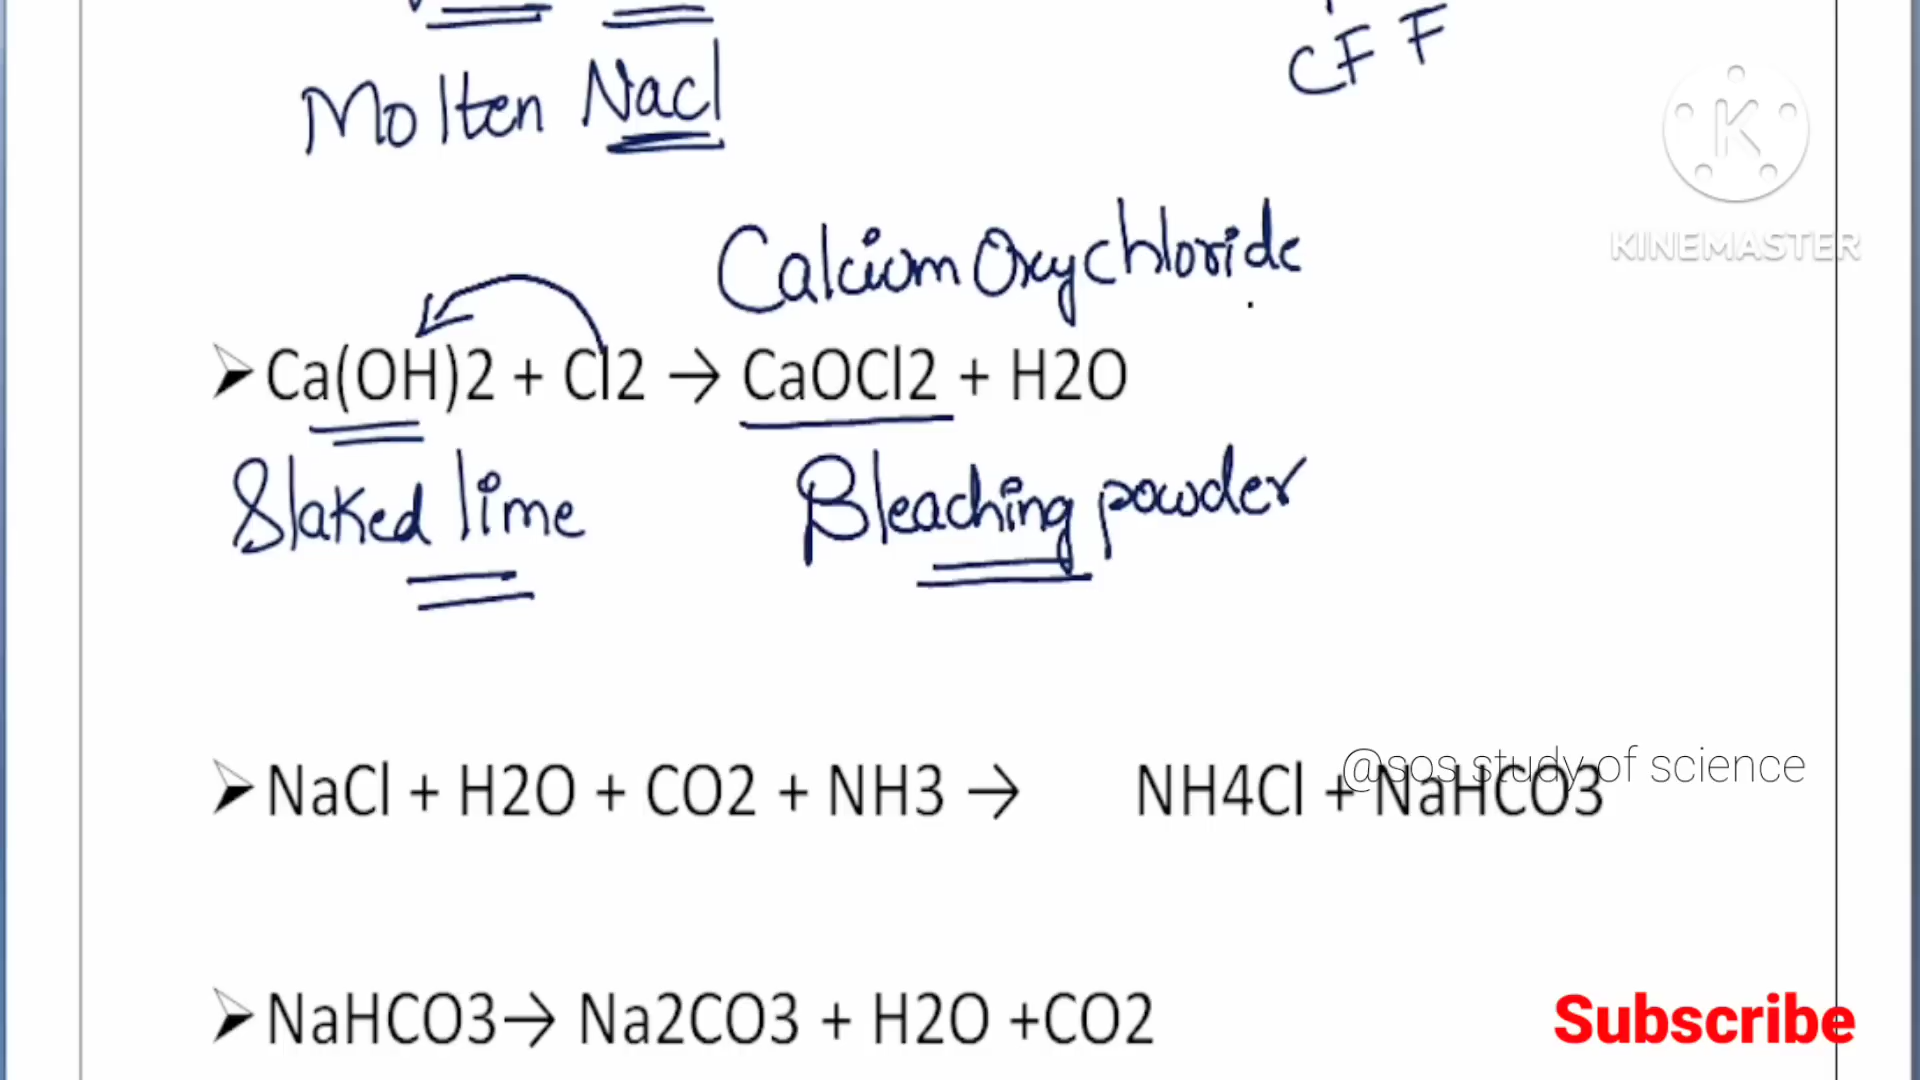 CFF
Molten Nacl
KINEMASTER
Calcium Oxychloride
Ca(OH)2 + Cl2 → CaOCl2 + H2O
Slaked lime Bleaching powder
@sos study of science
NaCl + H2O + CO2 + NH3 → NH4Cl + NaHCO3
NaHCO3→ Na2CO3 + H2O +CO2
Subscribe